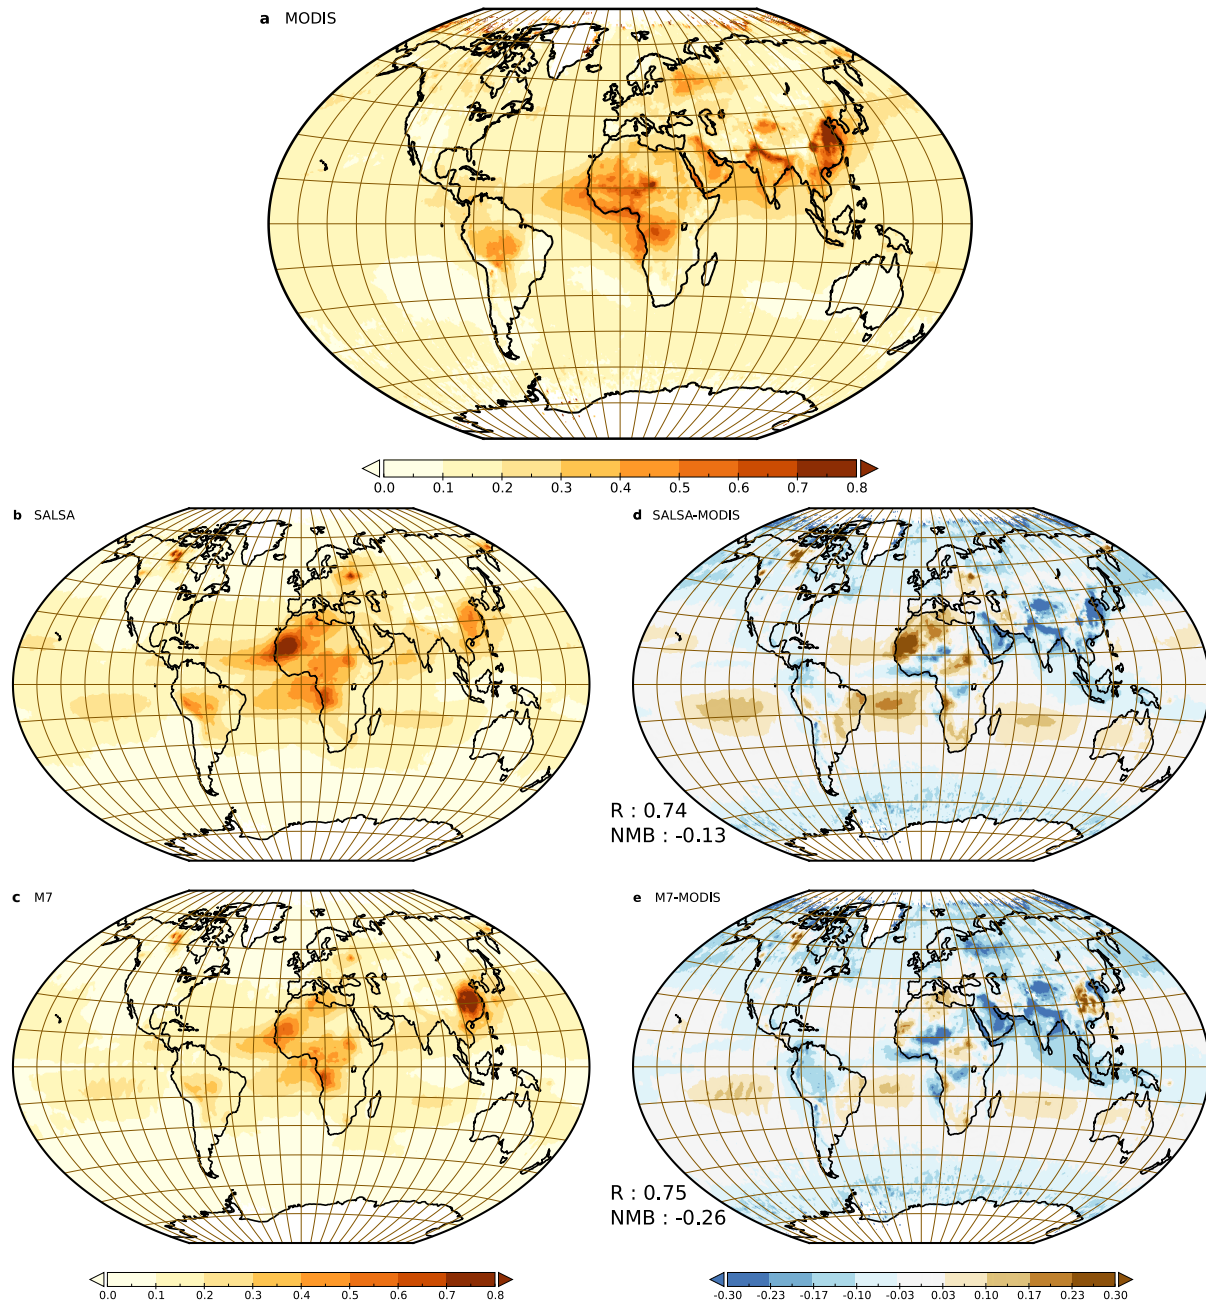 a MODIS
0.0 0.1 0.2 0.3 0.4 0.5 0.6 0.7 0.8
b SALSA
d SALSA-MODIS
R : 0.74
NMB : -0.13
c M7
e M7-MODIS
R : 0.75
NMB : -0.26
0.0 0.1 0.2 0.3 0.4 0.5 0.6 0.7 0.8
-0.30 -0.23 -0.17 -0.10 -0.03 0.03 0.10 0.17 0.23 0.30